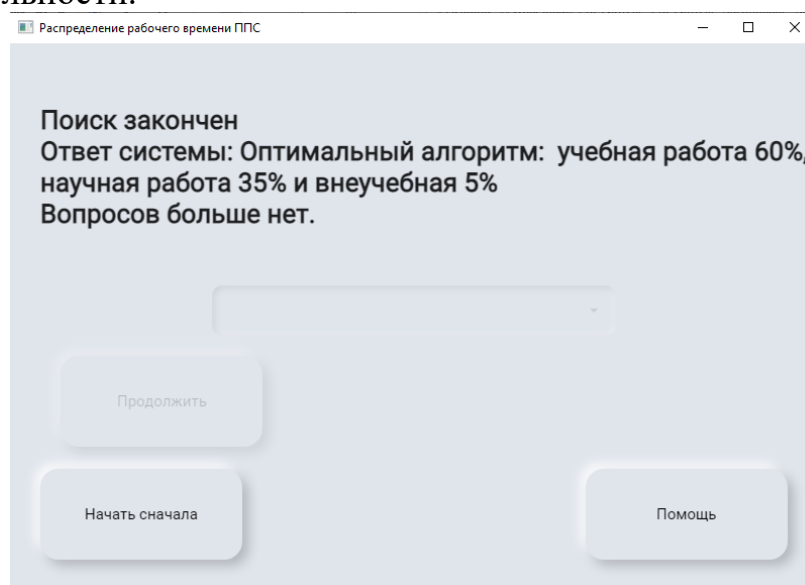 льности.
Распределение рабочего времени ППС
Поиск закончен
Ответ системы: Оптимальный алгоритм:  учебная работа 60%,
научная работа 35% и внеучебная 5%
Вопросов больше нет.
Продолжить
Начать сначала
Помощь